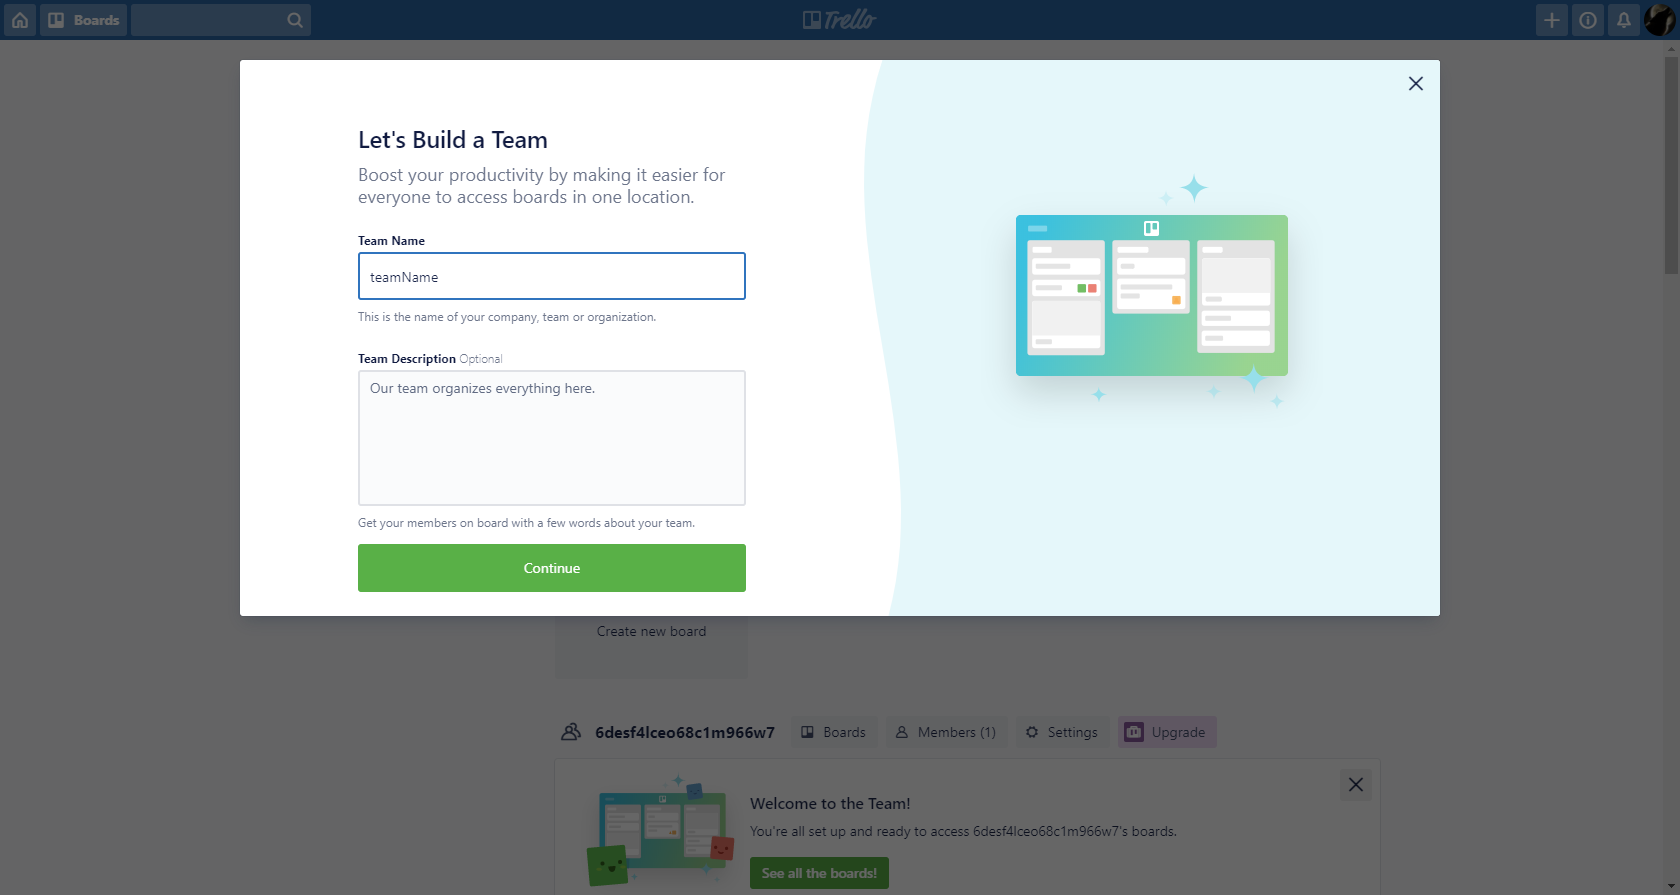 Boards
Trello
Let's Build a Team
Boost your productivity by making it easier for
everyone to access boards in one location.
Team Name
teamName
This is the name of your company, team or organization.
Team Description Optional
Our team organizes everything here.
Get your members on board with a few words about your team.
Continue
Create new board
6desf4lceo68c1m966w7 Boards Members (1) Settings Upgrade
Welcome to the Team!
You're all set up and ready to access 6desf4lceo68c1m966w7's boards.
See all the boards!